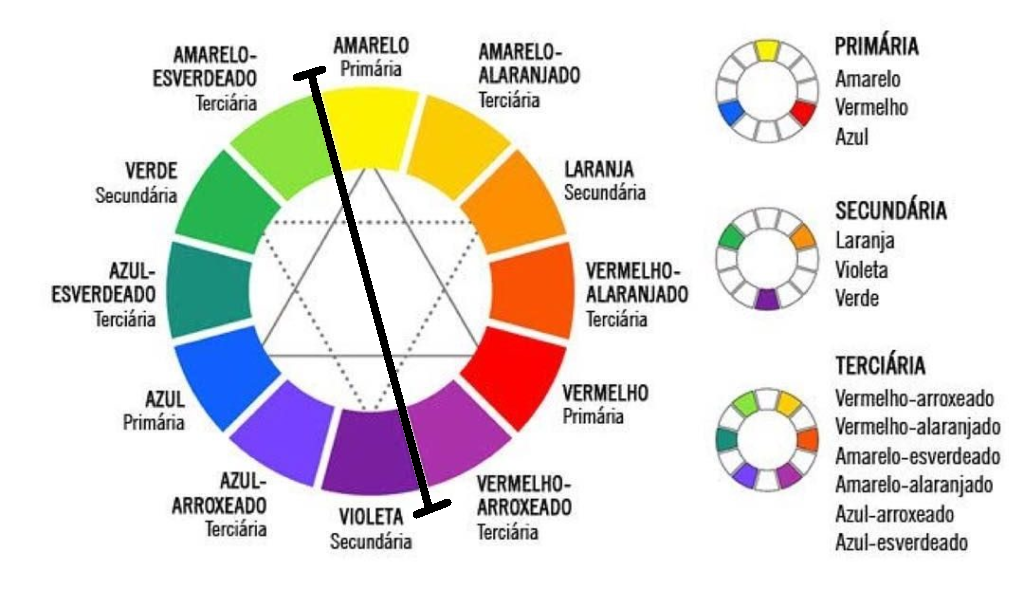 AMARELO
Primária
AMARELO-
ALARANJADO
Terciária
LARANJA
Secundária
VERMELHO-
ALARANJADO
Terciária
VERMELHO
Primária
VERMELHO-
ARROXEADO
Terciária
VIOLETA
Secundária
AZUL-
ARROXEADO
Terciária
AZUL
Primária
AZUL-
ESVERDEADO
Terciária
VERDE
Secundária
AMARELO-
ESVERDEADO
Terciária
PRIMÁRIA
Amarelo
Vermelho
Azul
SECUNDÁRIA
Laranja
Violeta
Verde
TERCIÁRIA
Vermelho-arroxeado
Vermelho-alaranjado
Amarelo-esverdeado
Amarelo-alaranjado
Azul-arroxeado
Azul-esverdeado